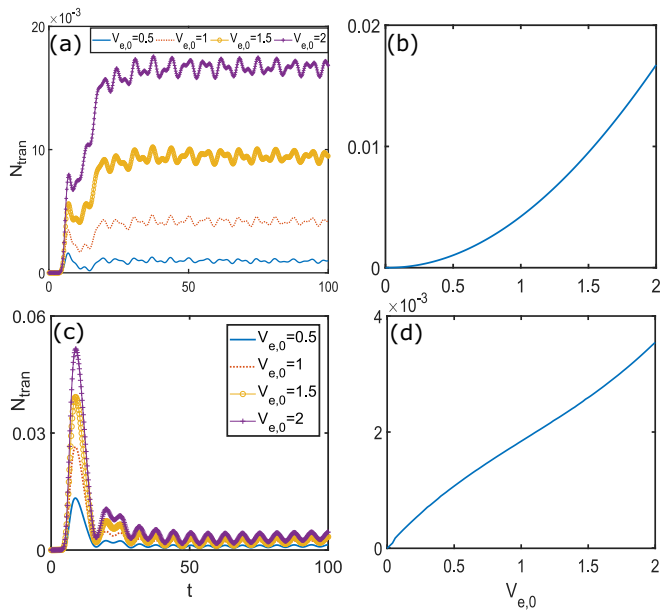 20 ×10⁻³
(a) V_e,0=0.5 V_e,0=1 V_e,0=1.5 V_e,0=2
N_tran
10
0
0 50 100
(b)
0.02
0.01
0
0 0.5 1 1.5 2
(c)
V_e,0=0.5
V_e,0=1
V_e,0=1.5
V_e,0=2
N_tran
0.06
0.03
0
0 50 100
t
(d)
×10⁻³
4
2
0
0 0.5 1 1.5 2
V_e,0